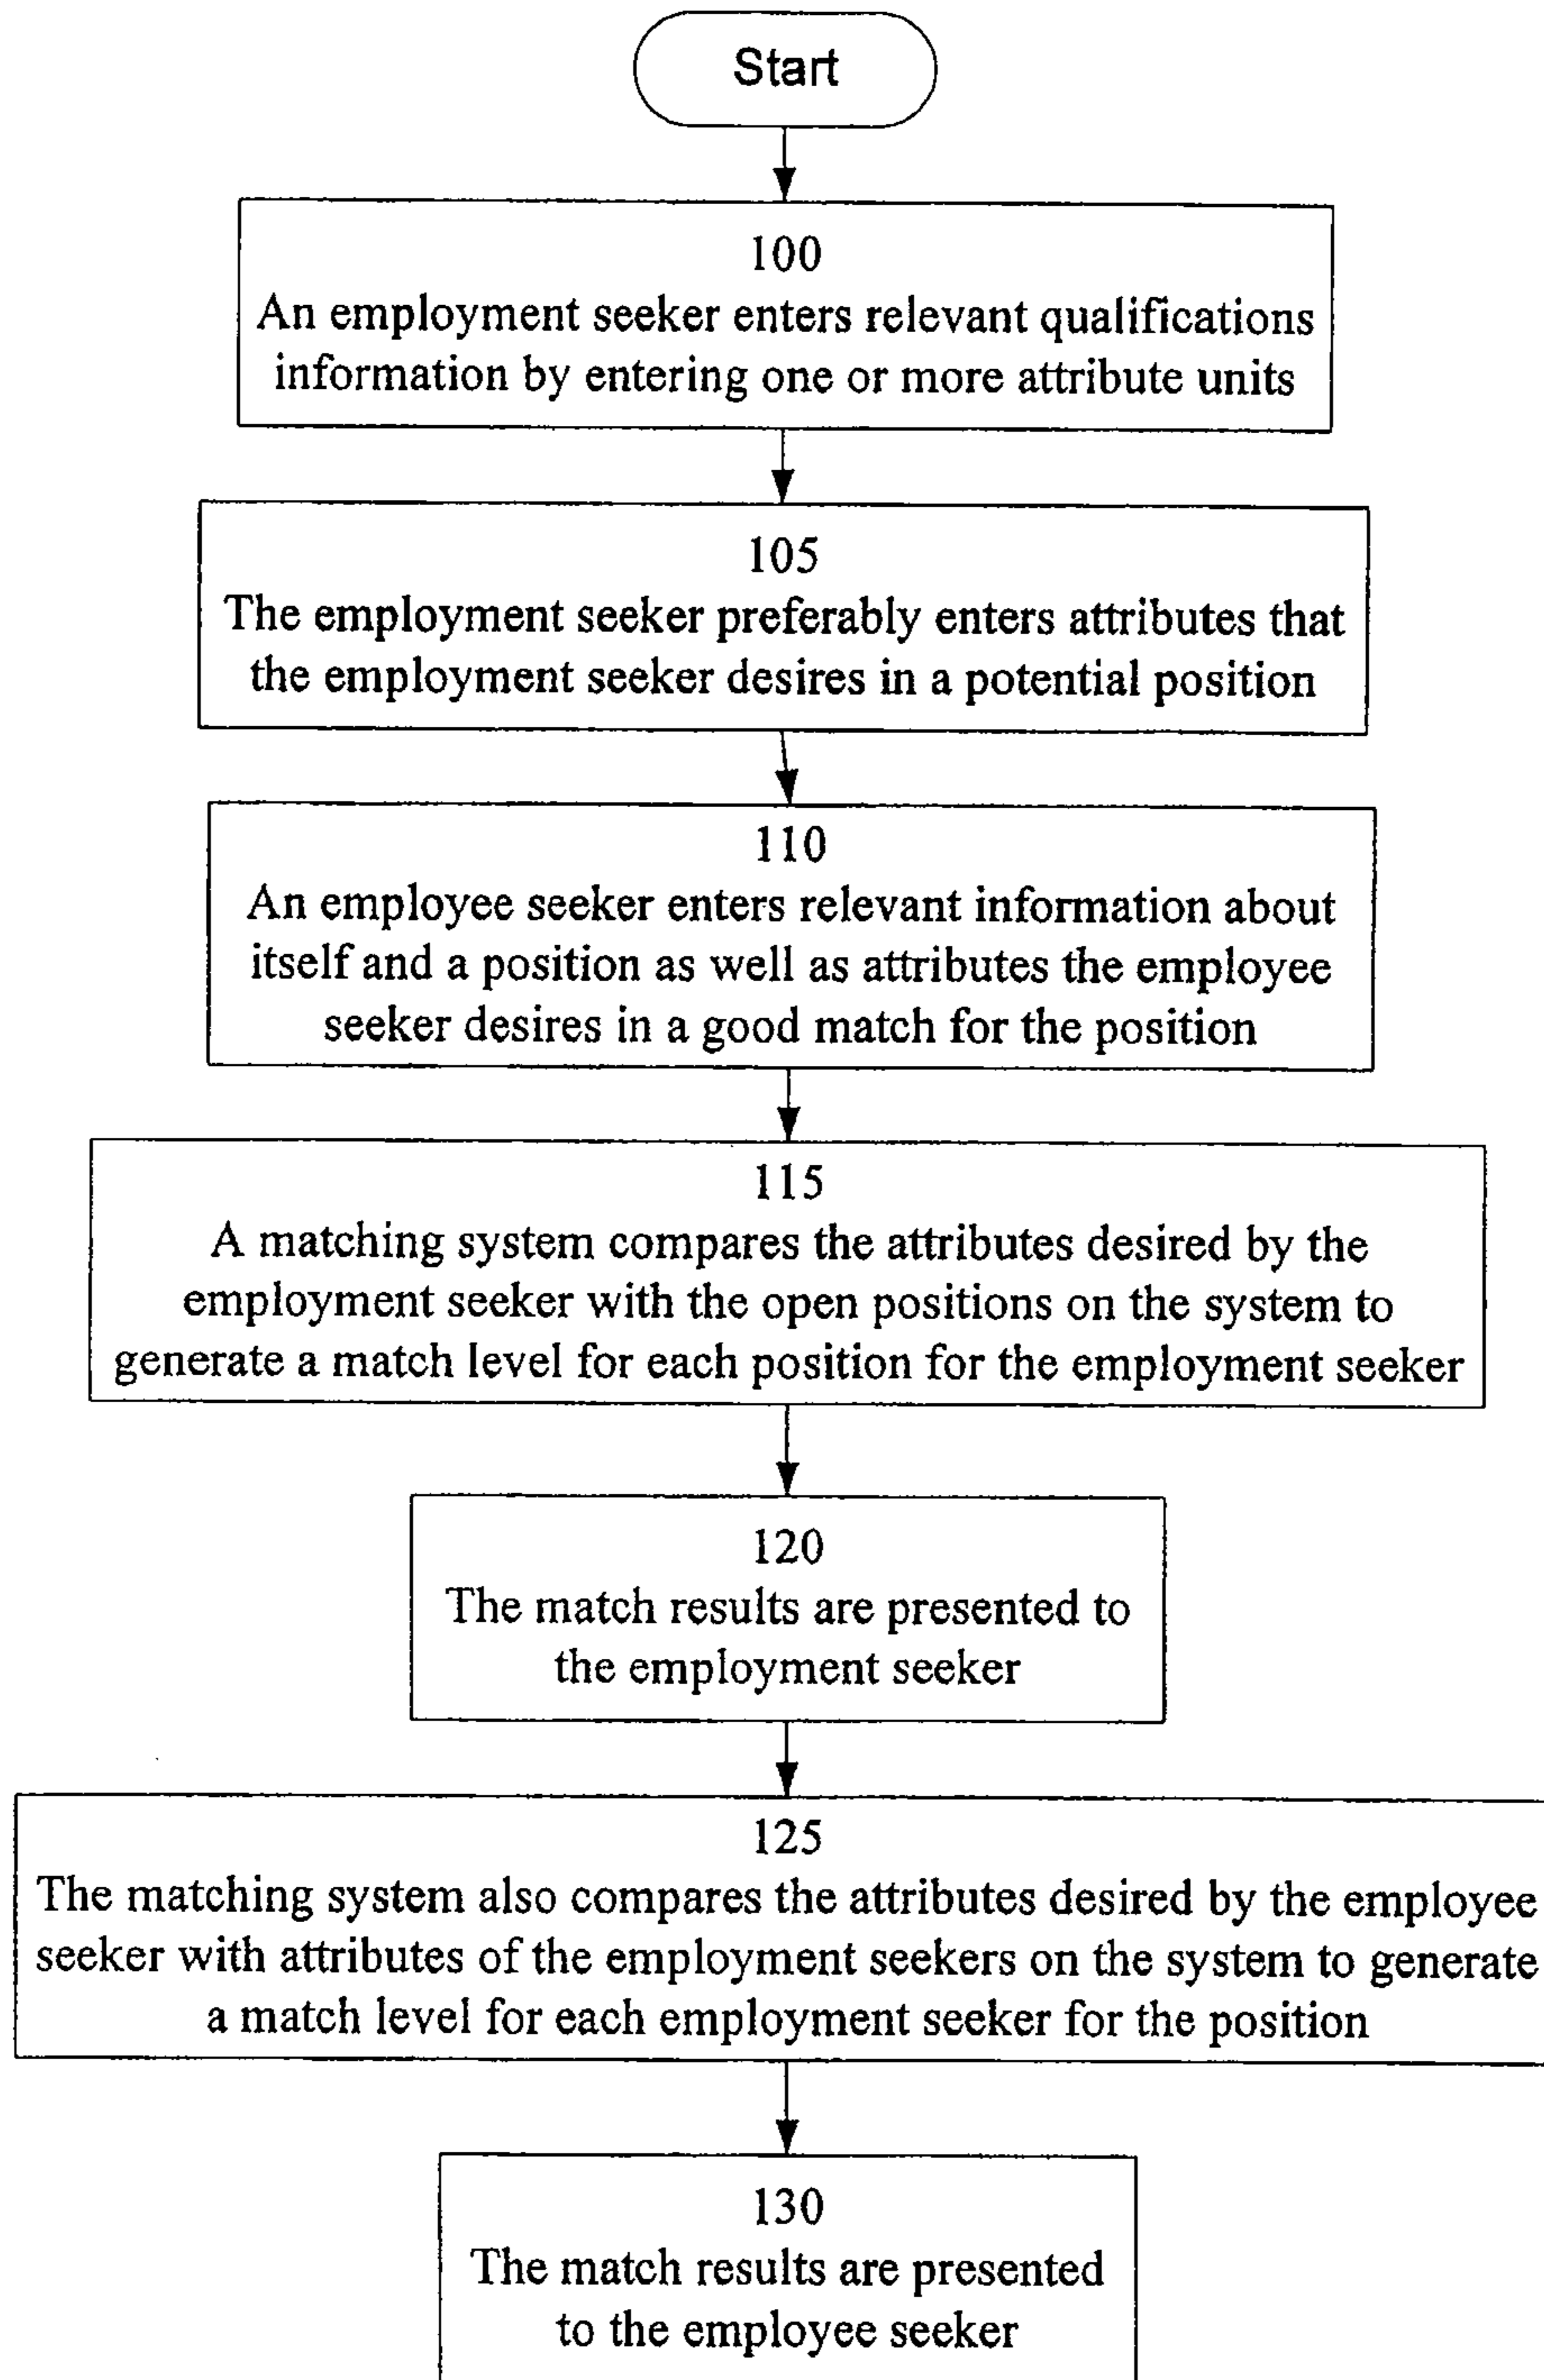 Start
100
An employment seeker enters relevant qualifications
information by entering one or more attribute units
105
The employment seeker preferably enters attributes that
the employment seeker desires in a potential position
110
An employee seeker enters relevant information about
itself and a position as well as attributes the employee
seeker desires in a good match for the position
115
A matching system compares the attributes desired by the
employment seeker with the open positions on the system to
generate a match level for each position for the employment seeker
120
The match results are presented to
the employment seeker
125
The matching system also compares the attributes desired by the employee
seeker with attributes of the employment seekers on the system to generate
a match level for each employment seeker for the position
130
The match results are presented
to the employee seeker